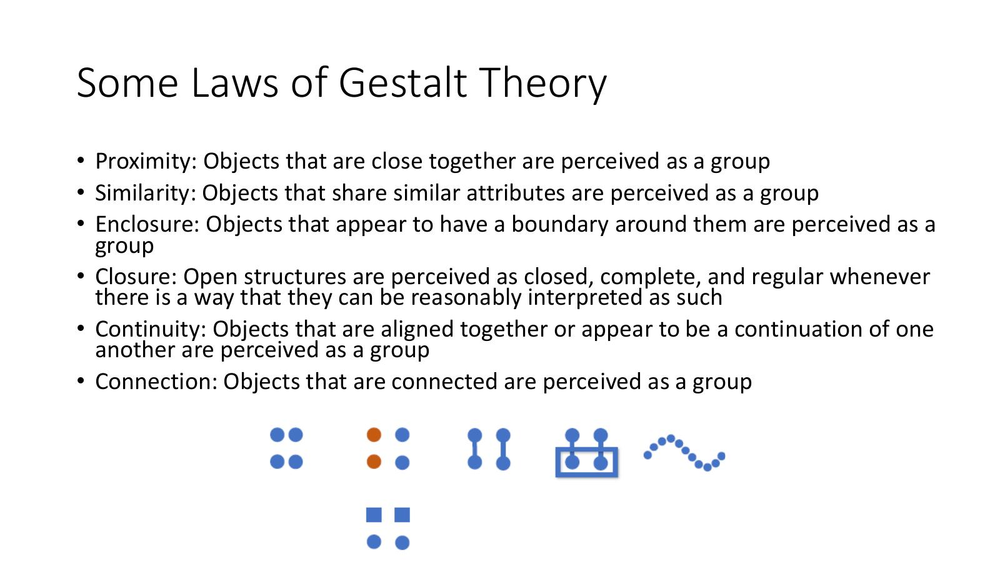 Some Laws of Gestalt Theory
• Proximity: Objects that are close together are perceived as a group
• Similarity: Objects that share similar attributes are perceived as a group
• Enclosure: Objects that appear to have a boundary around them are perceived as a
group
• Closure: Open structures are perceived as closed, complete, and regular whenever
there is a way that they can be reasonably interpreted as such
• Continuity: Objects that are aligned together or appear to be a continuation of one
another are perceived as a group
• Connection: Objects that are connected are perceived as a group